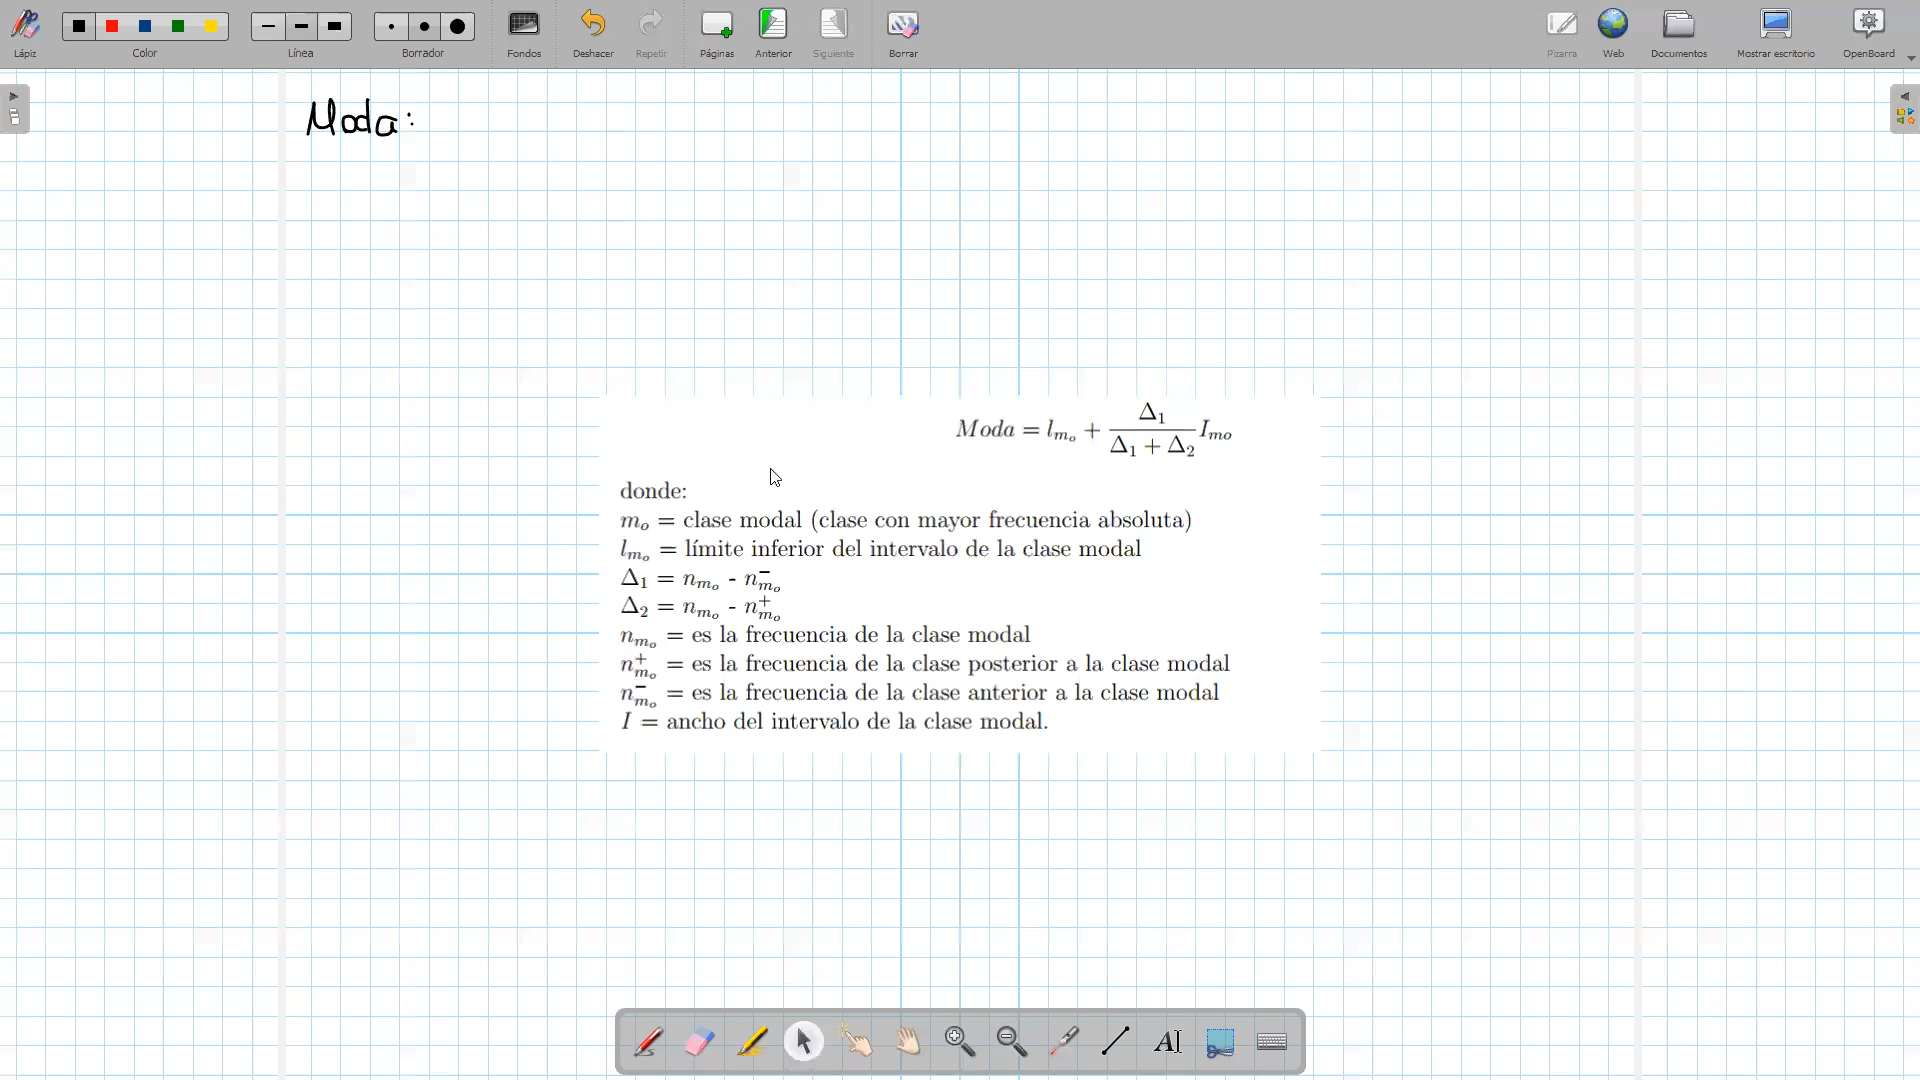 Lápiz Color Línea Borrador Fondos Deshacer Repetir Páginas Anterior Siguiente Borrar Pizarra Web Documentos Mostrar escritorio OpenBoard
Moda:
Moda = l_{m_o} + \frac{Δ_1}{Δ_1 + Δ_2} I_{mo}
donde:
m_o = clase modal (clase con mayor frecuencia absoluta)
l_{m_o} = límite inferior del intervalo de la clase modal
Δ_1 = n_{m_o} - n^-_{m_o}
Δ_2 = n_{m_o} - n^+_{m_o}
n_{m_o} = es la frecuencia de la clase modal
n^+_{m_o} = es la frecuencia de la clase posterior a la clase modal
n^-_{m_o} = es la frecuencia de la clase anterior a la clase modal
I = ancho del intervalo de la clase modal.